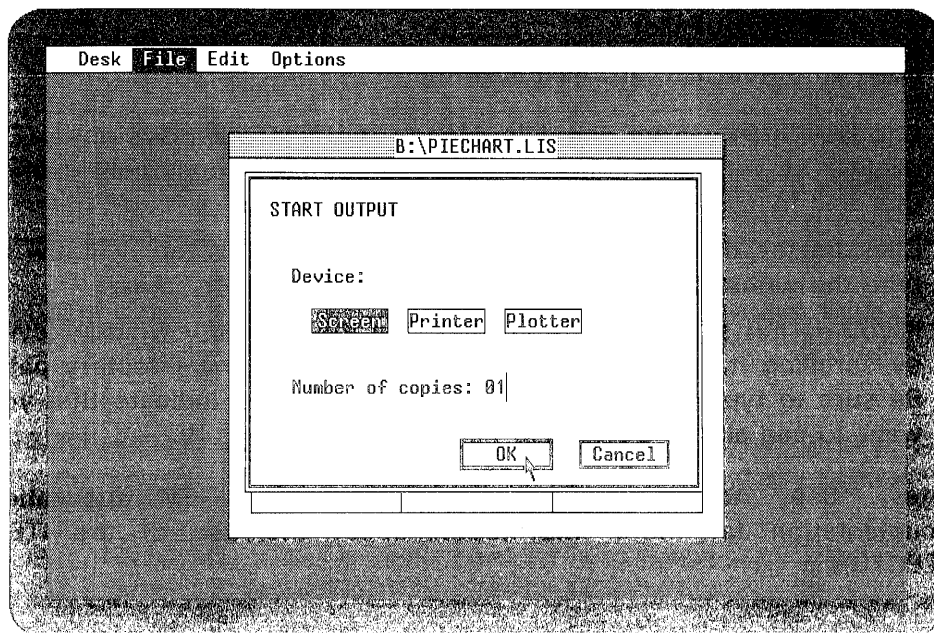 Desk File Edit Options
B:\PIECHART.LIS
START OUTPUT
Device:
Screen Printer Plotter
Number of copies: 01
OK Cancel